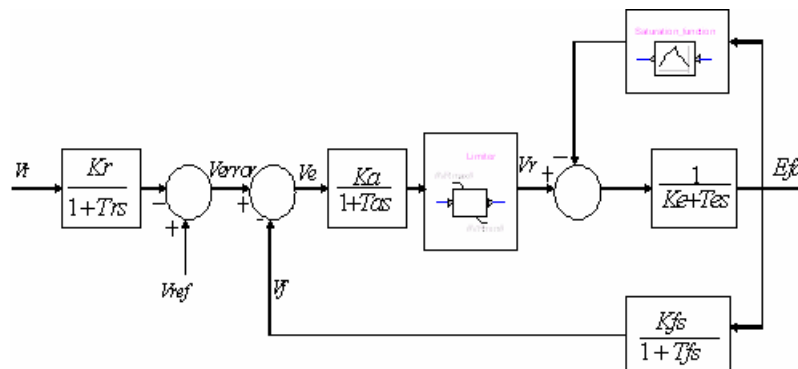 Saturation_function
Vt
Kr
1+Trs
Verror
Ve
Ka
1+Tas
Limiter
Vr
1
Ke+Tes
Efd
+
−
+
−
+
−
Vref
Vf
Kfs
1+Tfs